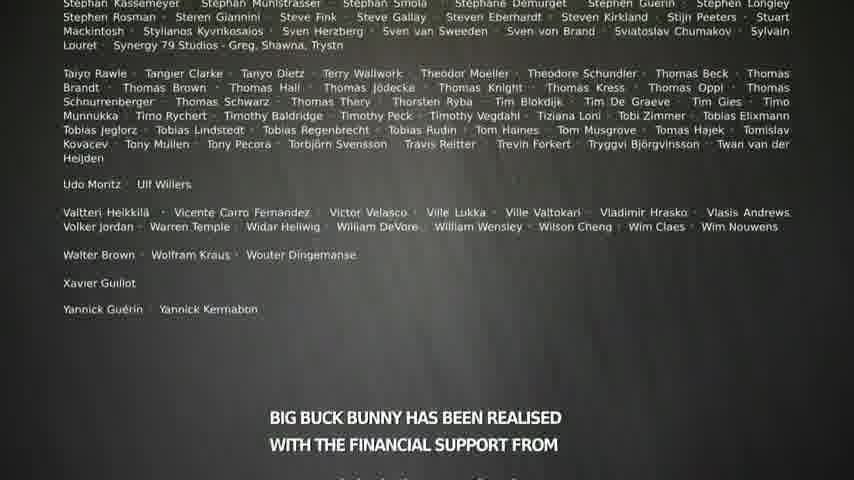 Stephan Kassemeyer · Stephan Münstrasser · Stephan Smola · Stephane Demurget · Stephen Guerin · Stephen Longley
Stephen Rosman · Steren Giannini · Steve Fink · Steve Gallay · Steven Eberhardt · Steven Kirkland · Stijn Peeters · Stuart
Mackintosh · Stylianos Kyvrikosaios · Sven Herzberg · Sven van Sweeden · Sven von Brand · Sviatoslav Chumakov · Sylvain
Louret · Synergy 79 Studios - Greg, Shawna, Trystn
Taiyo Rawle · Tangier Clarke · Tanyo Dietz · Terry Wallwork · Theodor Moeller · Theodore Schundler · Thomas Beck · Thomas
Brandt · Thomas Brown · Thomas Hall · Thomas Jödecke · Thomas Knight · Thomas Kress · Thomas Oppl · Thomas
Schnurrenberger · Thomas Schwarz · Thomas Thery · Thorsten Ryba · Tim Blokdijk · Tim De Graeve · Tim Gies · Timo
Munnukka · Timo Rychert · Timothy Baldridge · Timothy Peck · Timothy Vegdahl · Tiziana Loni · Tobi Zimmer · Tobias Elixmann
Tobias Jeglorz · Tobias Lindstedt · Tobias Regenbrecht · Tobias Rudin · Tom Haines · Tom Musgrove · Tomas Hajek · Tomislav
Kovacev · Tony Mullen · Tony Pecora · Torbjörn Svensson · Travis Reitter · Trevin Forkert · Tryggvi Björgvinsson · Twan van der
Heijden
Udo Moritz · Ulf Willers
Valtteri Heikkilä · Vicente Carro Fernandez · Victor Velasco · Ville Lukka · Ville Valtokari · Vladimir Hrasko · Vlasis Andrews
Volker Jordan · Warren Temple · Widar Hellwig · William DeVore · William Wensley · Wilson Cheng · Wim Claes · Wim Nouwens
Walter Brown · Wolfram Kraus · Wouter Dingemanse
Xavier Guillot
Yannick Guérin · Yannick Kermabon
BIG BUCK BUNNY HAS BEEN REALISED
WITH THE FINANCIAL SUPPORT FROM